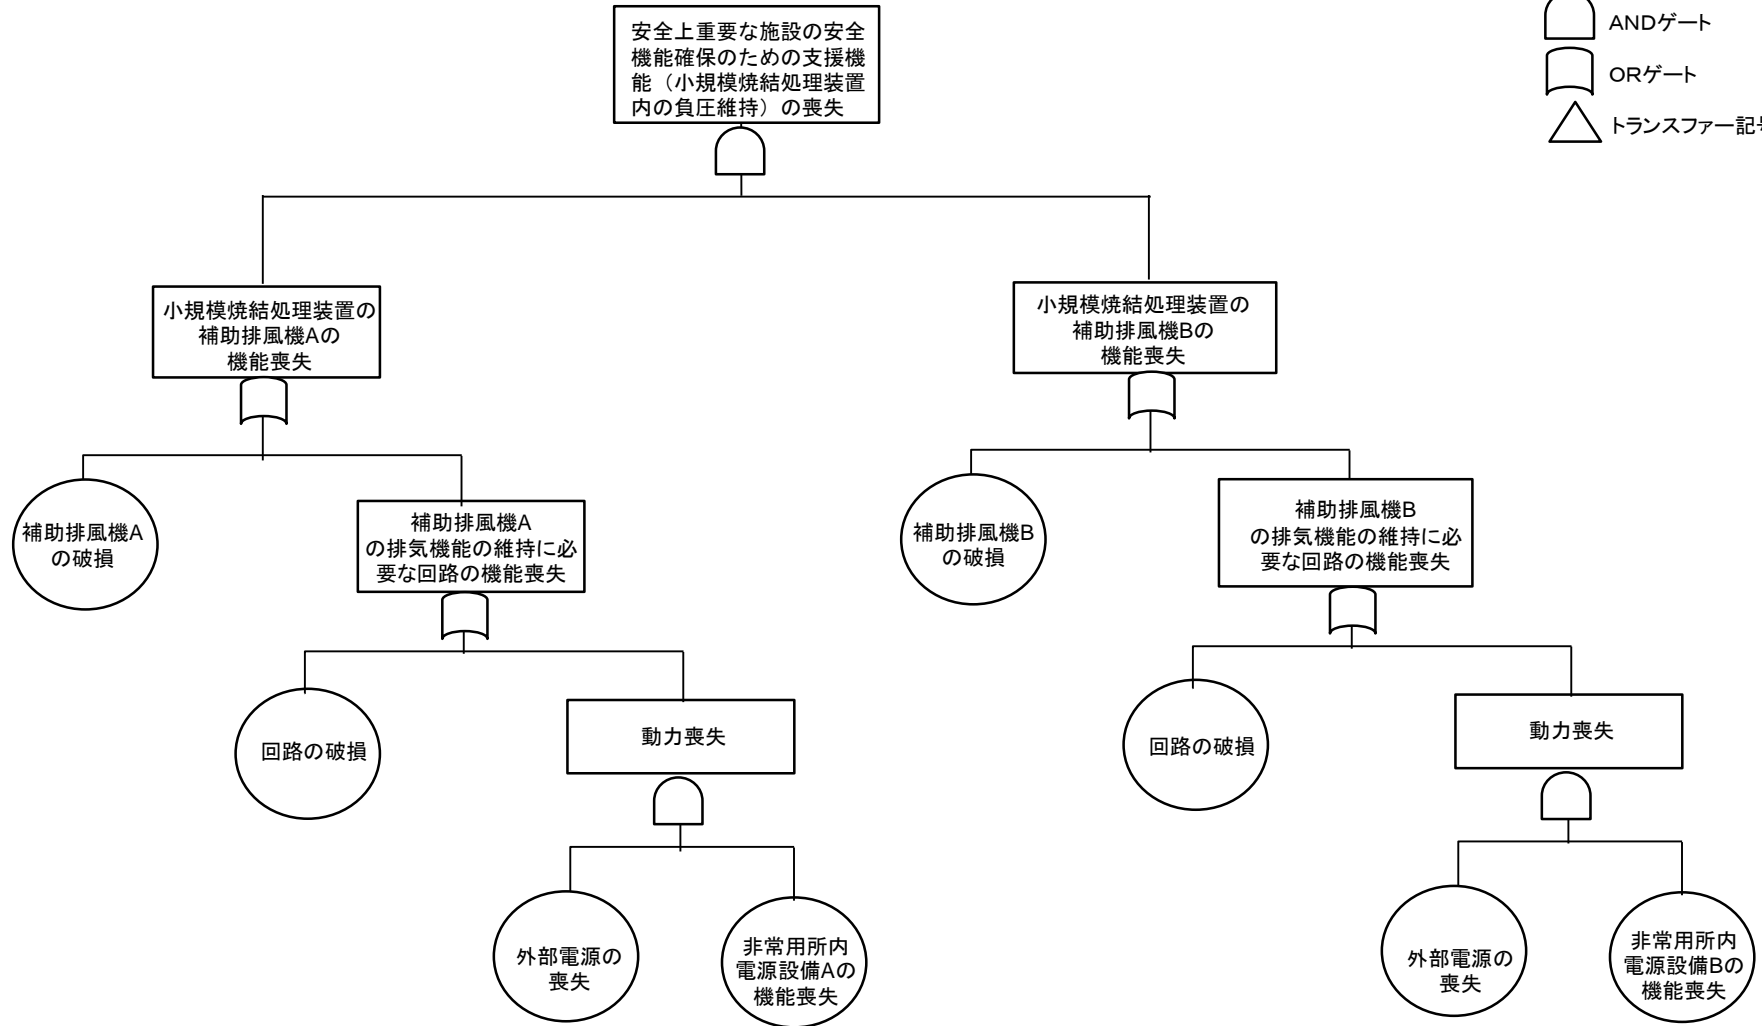 安全上重要な施設の安全
機能確保のための支援機
能（小規模焼結処理装置
内の負圧維持）の喪失
ANDゲート
ORゲート
トランスファー記号
小規模焼結処理装置の
補助排風機Aの
機能喪失
小規模焼結処理装置の
補助排風機Bの
機能喪失
補助排風機A
の破損
補助排風機A
の排気機能の維持に必
要な回路の機能喪失
補助排風機B
の破損
補助排風機B
の排気機能の維持に必
要な回路の機能喪失
回路の破損
動力喪失
回路の破損
動力喪失
外部電源の
喪失
非常用所内
電源設備Aの
機能喪失
外部電源の
喪失
非常用所内
電源設備Bの
機能喪失